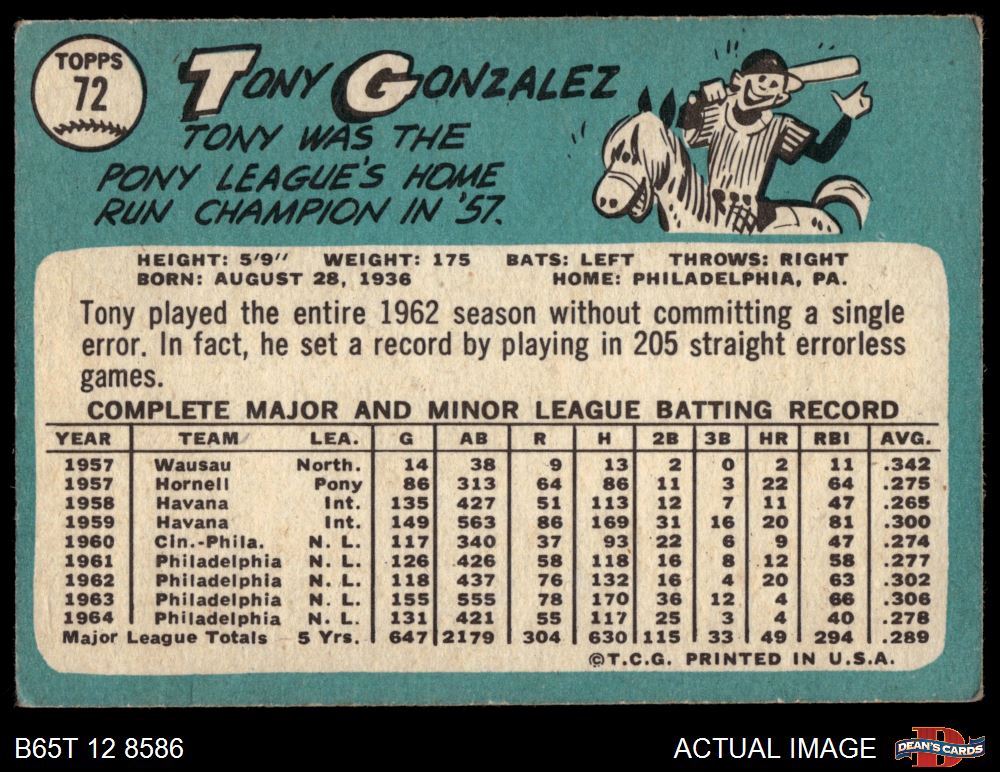 TOPPS
72
TONY GONZALEZ
TONY WAS THE
PONY LEAGUE'S HOME
RUN CHAMPION IN '57.
HEIGHT: 5'9" WEIGHT: 175 BATS: LEFT THROWS: RIGHT
BORN: AUGUST 28, 1936 HOME: PHILADELPHIA, PA.
Tony played the entire 1962 season without committing a single
error. In fact, he set a record by playing in 205 straight errorless
games.
COMPLETE MAJOR AND MINOR LEAGUE BATTING RECORD
YEAR TEAM LEA. G AB R H 2B 3B HR RBI AVG.
1957 Wausau North. 14 38 9 13 2 0 2 11 .342
1957 Hornell Pony 86 313 64 86 11 3 22 64 .275
1958 Havana Int. 135 427 51 113 12 7 11 47 .265
1959 Havana Int. 149 563 86 169 31 16 20 81 .300
1960 Cin.-Phila. N. L. 117 340 37 93 22 6 9 47 .274
1961 Philadelphia N. L. 126 426 58 118 16 8 12 58 .277
1962 Philadelphia N. L. 118 437 76 132 16 4 20 63 .302
1963 Philadelphia N. L. 155 555 78 170 36 12 4 66 .306
1964 Philadelphia N. L. 131 421 55 117 25 3 4 40 .278
Major League Totals 5 Yrs. 647 2179 304 630 115 33 49 294 .289
©T.C.G. PRINTED IN U.S.A.
B65T 12 8586
ACTUAL IMAGE
DEAN'S CARDS